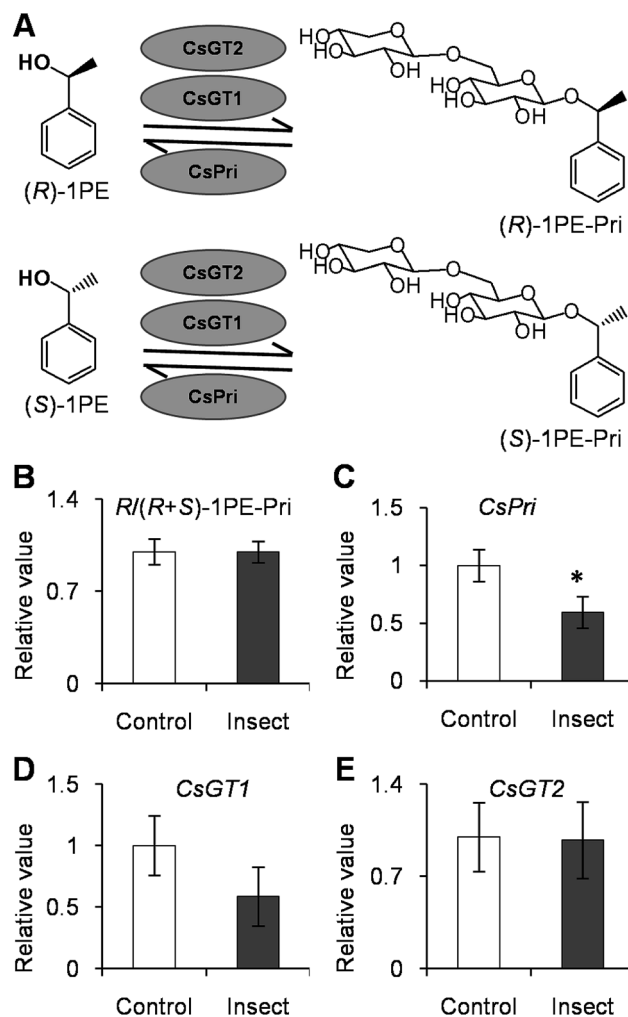 A
HO
(R)-1PE
CsGT2
CsGT1
CsPri
HO
HO
OH
O
O
HO
HO
OH
O
O
(R)-1PE-Pri
HO
(S)-1PE
CsGT2
CsGT1
CsPri
HO
HO
OH
O
O
HO
HO
OH
O
O
(S)-1PE-Pri
B
R/(R+S)-1PE-Pri
Relative value
1.4
0.7
0
Control Insect
C
CsPri
Relative value
1.5
1
0.5
0
*
Control Insect
D
CsGT1
Relative value
1.5
1
0.5
0
Control Insect
E
CsGT2
Relative value
1.4
0.7
0
Control Insect